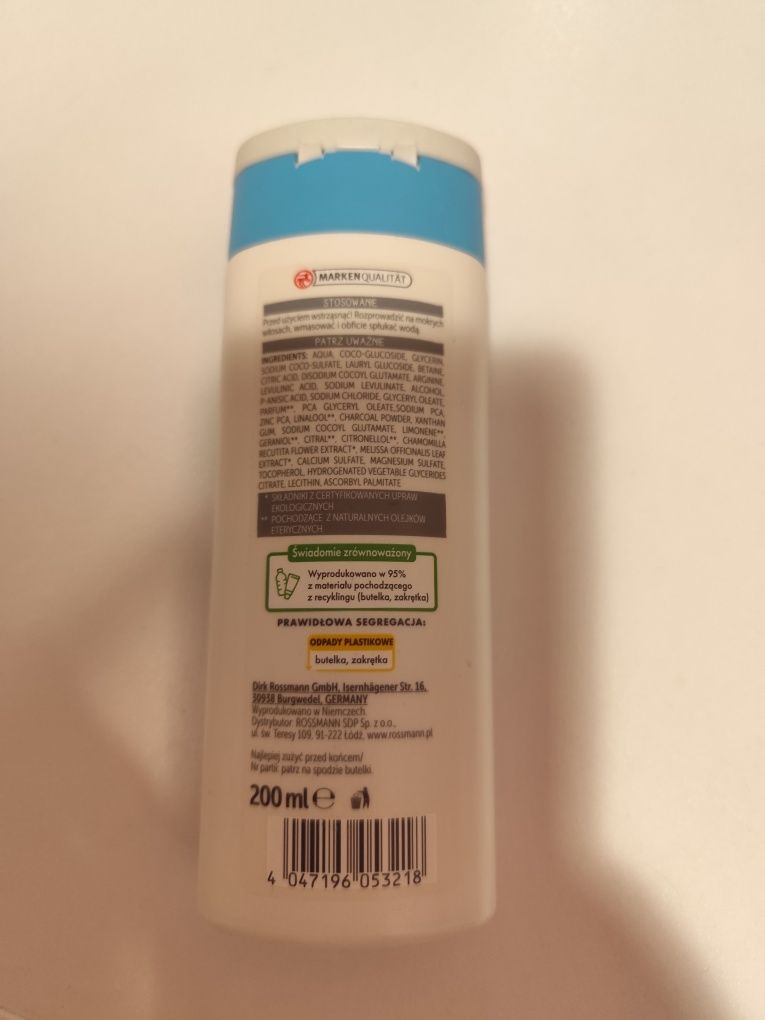 MARKENQUALITÄT
STOSOWANIE
Przed użyciem wstrząsnąć! Rozprowadzić na mokrych
włosach, wmasować i obficie spłukać wodą.
PATRZ UWAŻNIE
INGREDIENTS: AQUA, COCO-GLUCOSIDE, GLYCERIN,
SODIUM COCO-SULFATE, LAURYL GLUCOSIDE, BETAINE,
CITRIC ACID, DISODIUM COCOYL GLUTAMATE, ARGININE,
LEVULINIC ACID, SODIUM LEVULINATE, ALCOHOL,
P-ANISIC ACID, SODIUM CHLORIDE, GLYCERYL OLEATE,
PARFUM**, PCA GLYCERYL OLEATE,SODIUM PCA,
ZINC PCA, LINALOOL**, CHARCOAL POWDER, XANTHAN
GUM, SODIUM COCOYL GLUTAMATE, LIMONENE**,
GERANIOL**, CITRAL**, CITRONELLOL**, CHAMOMILLA
RECUTITA FLOWER EXTRACT*, MELISSA OFFICINALIS LEAF
EXTRACT*, CALCIUM SULFATE, MAGNESIUM SULFATE,
TOCOPHEROL, HYDROGENATED VEGETABLE GLYCERIDES
CITRATE, LECITHIN, ASCORBYL PALMITATE
* SKŁADNIKI Z CERTYFIKOWANYCH UPRAW
EKOLOGICZNYCH
** POCHODZĄCE Z NATURALNYCH OLEJKÓW
ETERYCZNYCH
Świadomie zrównoważony
Wyprodukowano w 95%
z materiału pochodzącego
z recyklingu (butelka, zakrętka)
PRAWIDŁOWA SEGREGACJA:
ODPADY PLASTIKOWE
butelka, zakrętka
Dirk Rossmann GmbH, Isernhägener Str. 16,
30938 Burgwedel, GERMANY
Wyprodukowano w Niemczech.
Dystrybutor: ROSSMANN SDP Sp. z o.o.,
ul. św. Teresy 109, 91-222 Łódź, www.rossmann.pl
Najlepiej zużyć przed końcem/
Nr partii: patrz na spodzie butelki.
200 ml e
4 047196 053218